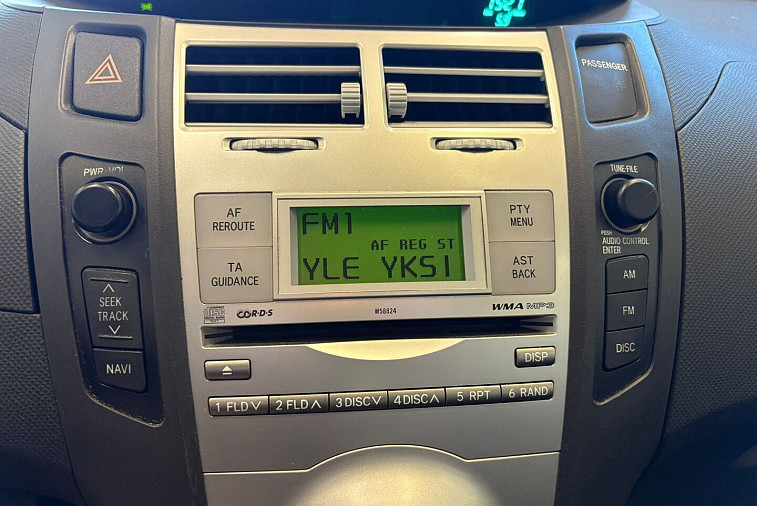 PASSENGER
PWR·VOL
TUNE·FILE
AF
REROUTE
FM1
PTY
MENU
AF REG ST
PUSH
AUDIO CONTROL
ENTER
TA
GUIDANCE
YLE YKSI
AST
BACK
AM
SEEK
TRACK
FM
R·D·S
W58824
WMA MP3
DISC
NAVI
DISP
1 FLD
2 FLD
3 DISC
4 DISC
5 RPT
6 RAND